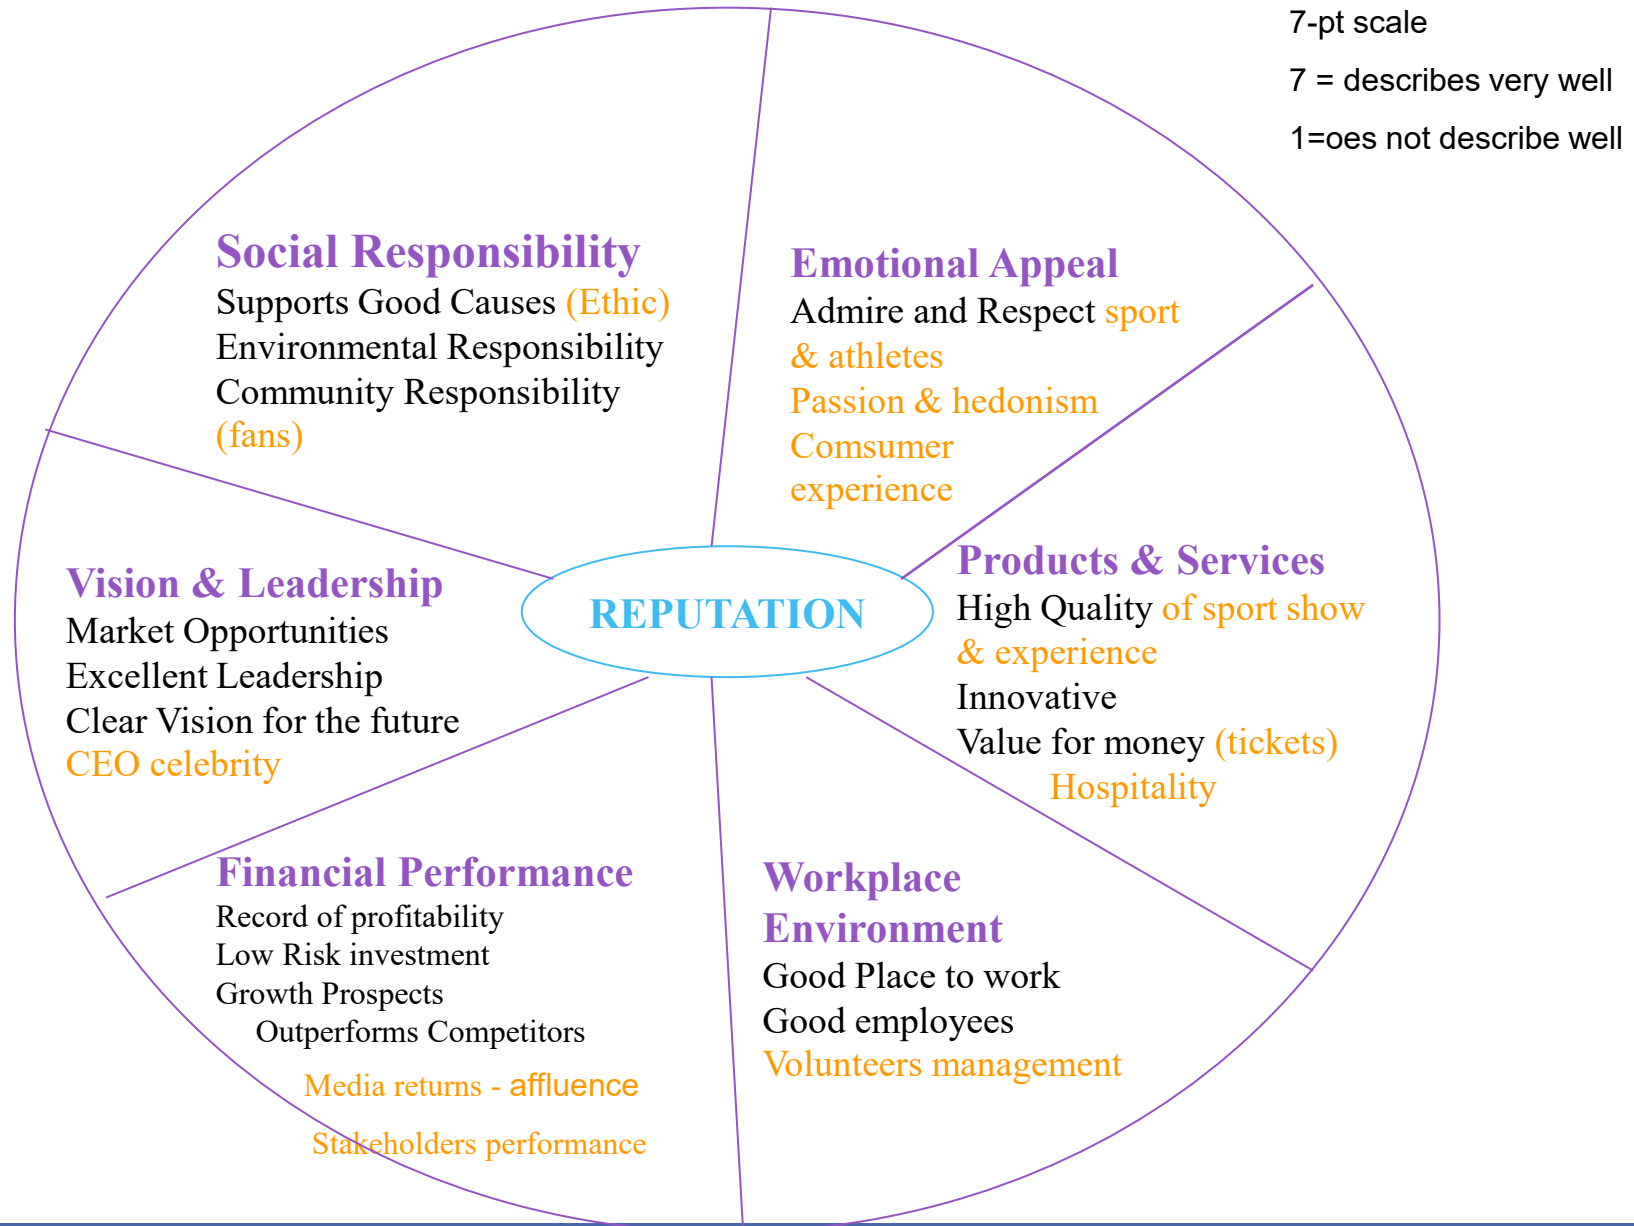 7-pt scale
7 = describes very well
1=oes not describe well
Social Responsibility
Supports Good Causes (Ethic)
Environmental Responsibility
Community Responsibility
(fans)
Emotional Appeal
Admire and Respect sport
& athletes
Passion & hedonism
Comsumer
experience
Vision & Leadership
Market Opportunities
Excellent Leadership
Clear Vision for the future
CEO celebrity
REPUTATION
Products & Services
High Quality of sport show
& experience
Innovative
Value for money (tickets)
Hospitality
Financial Performance
Record of profitability
Low Risk investment
Growth Prospects
Outperforms Competitors
Media returns - affluence
Stakeholders performance
Workplace
Environment
Good Place to work
Good employees
Volunteers management